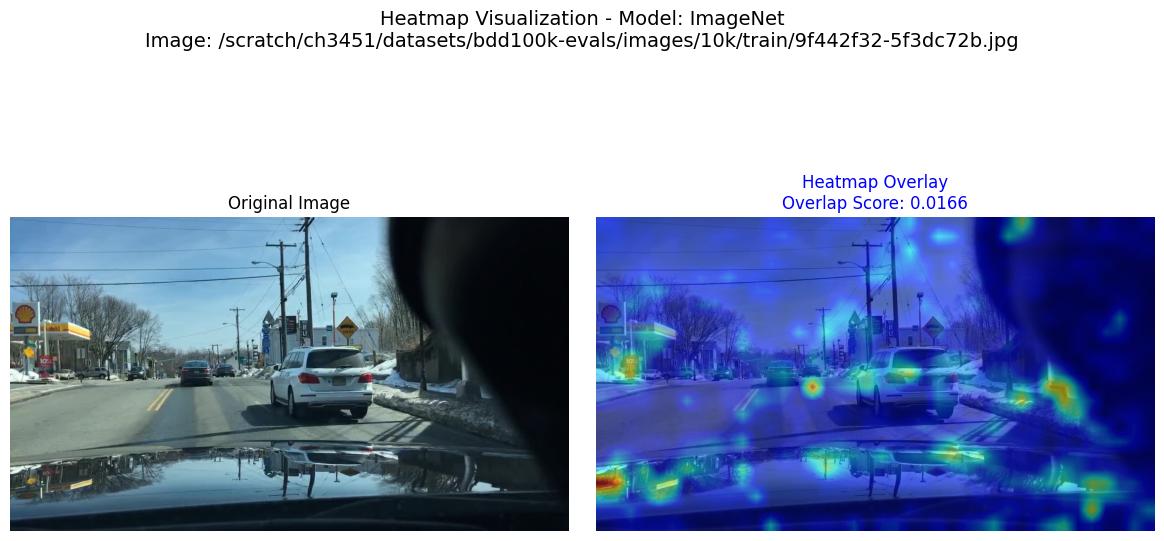 Heatmap Visualization - Model: ImageNet
Image: /scratch/ch3451/datasets/bdd100k-evals/images/10k/train/9f442f32-5f3dc72b.jpg
Original Image
Heatmap Overlay
Overlap Score: 0.0166